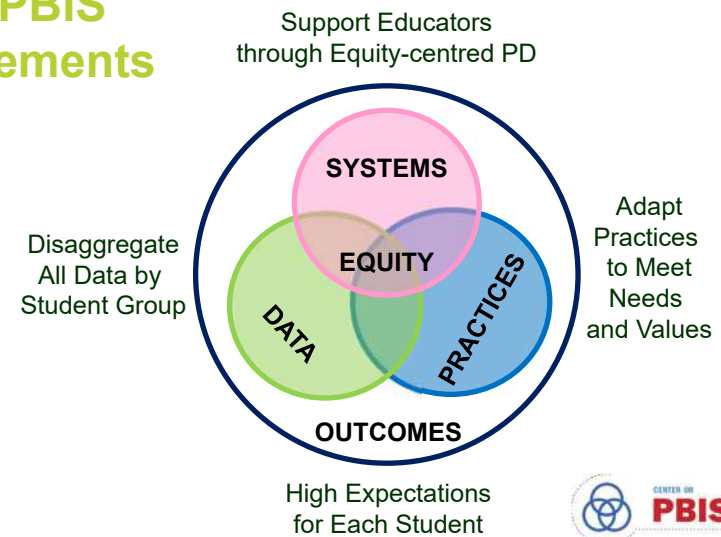 PBIS
ements
Support Educators
through Equity-centred PD
SYSTEMS
Disaggregate
All Data by
Student Group
EQUITY
DATA
PRACTICES
Adapt
Practices
to Meet
Needs
and Values
OUTCOMES
High Expectations
for Each Student
CENTER ON
PBIS